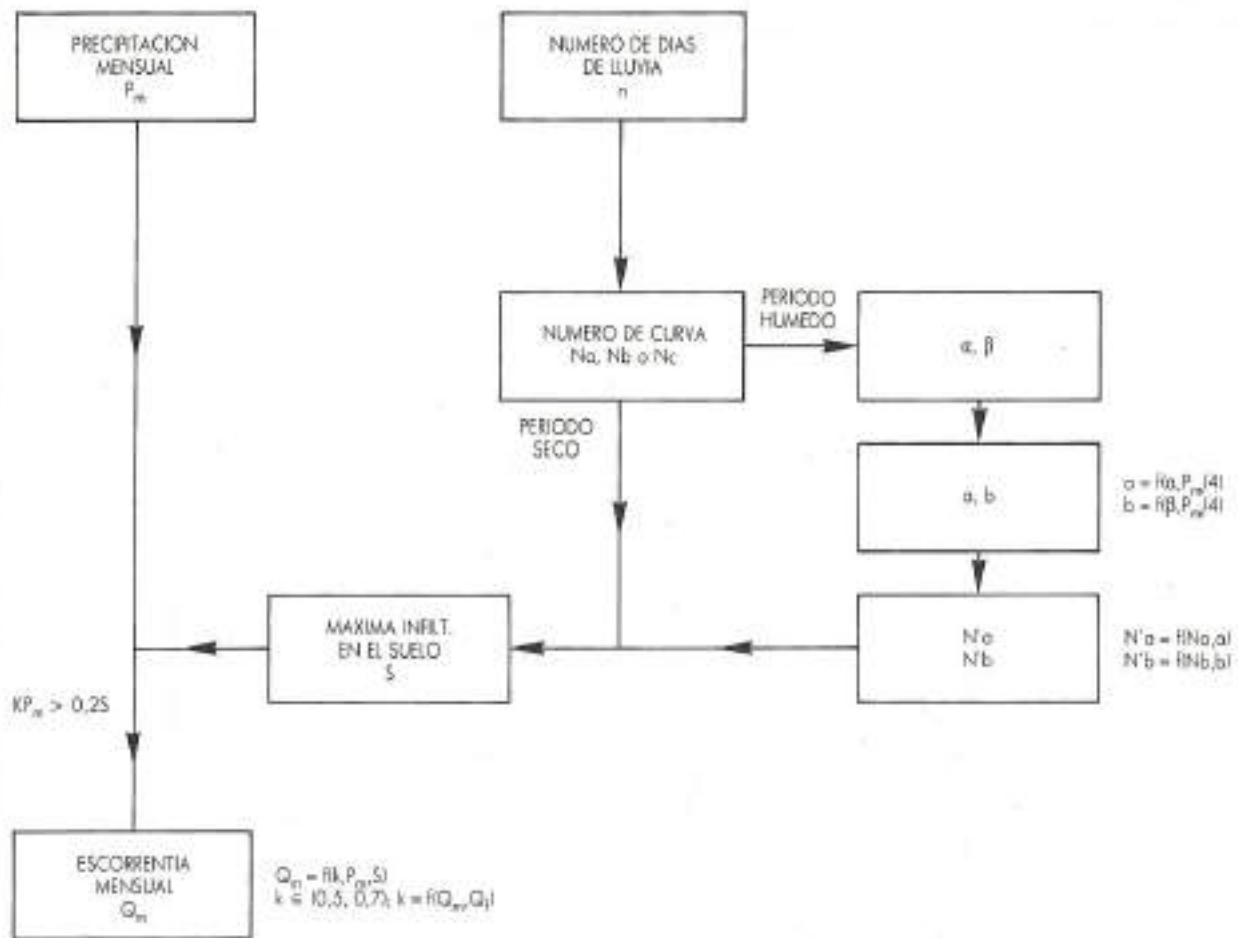 PRECIPITACION
MENSUAL
Pm
NUMERO DE DIAS
DE LLUVIA
n
NUMERO DE CURVA
Na, Nb o Nc
PERIODO
HUMEDO
α, β
PERIODO
SECO
a, b
a = f(α,Pm(4)
b = f(β,Pm(4)
MAXIMA INFILT.
EN EL SUELO
S
N'a
N'b
N'a = f(Na,a)
N'b = f(Nb,b)
KPm > 0,2S
ESCORRENTIA
MENSUAL
Qm
Qm = f(k,Pm,S)
k ∈ (0,5, 0,7); k = f(Qm,